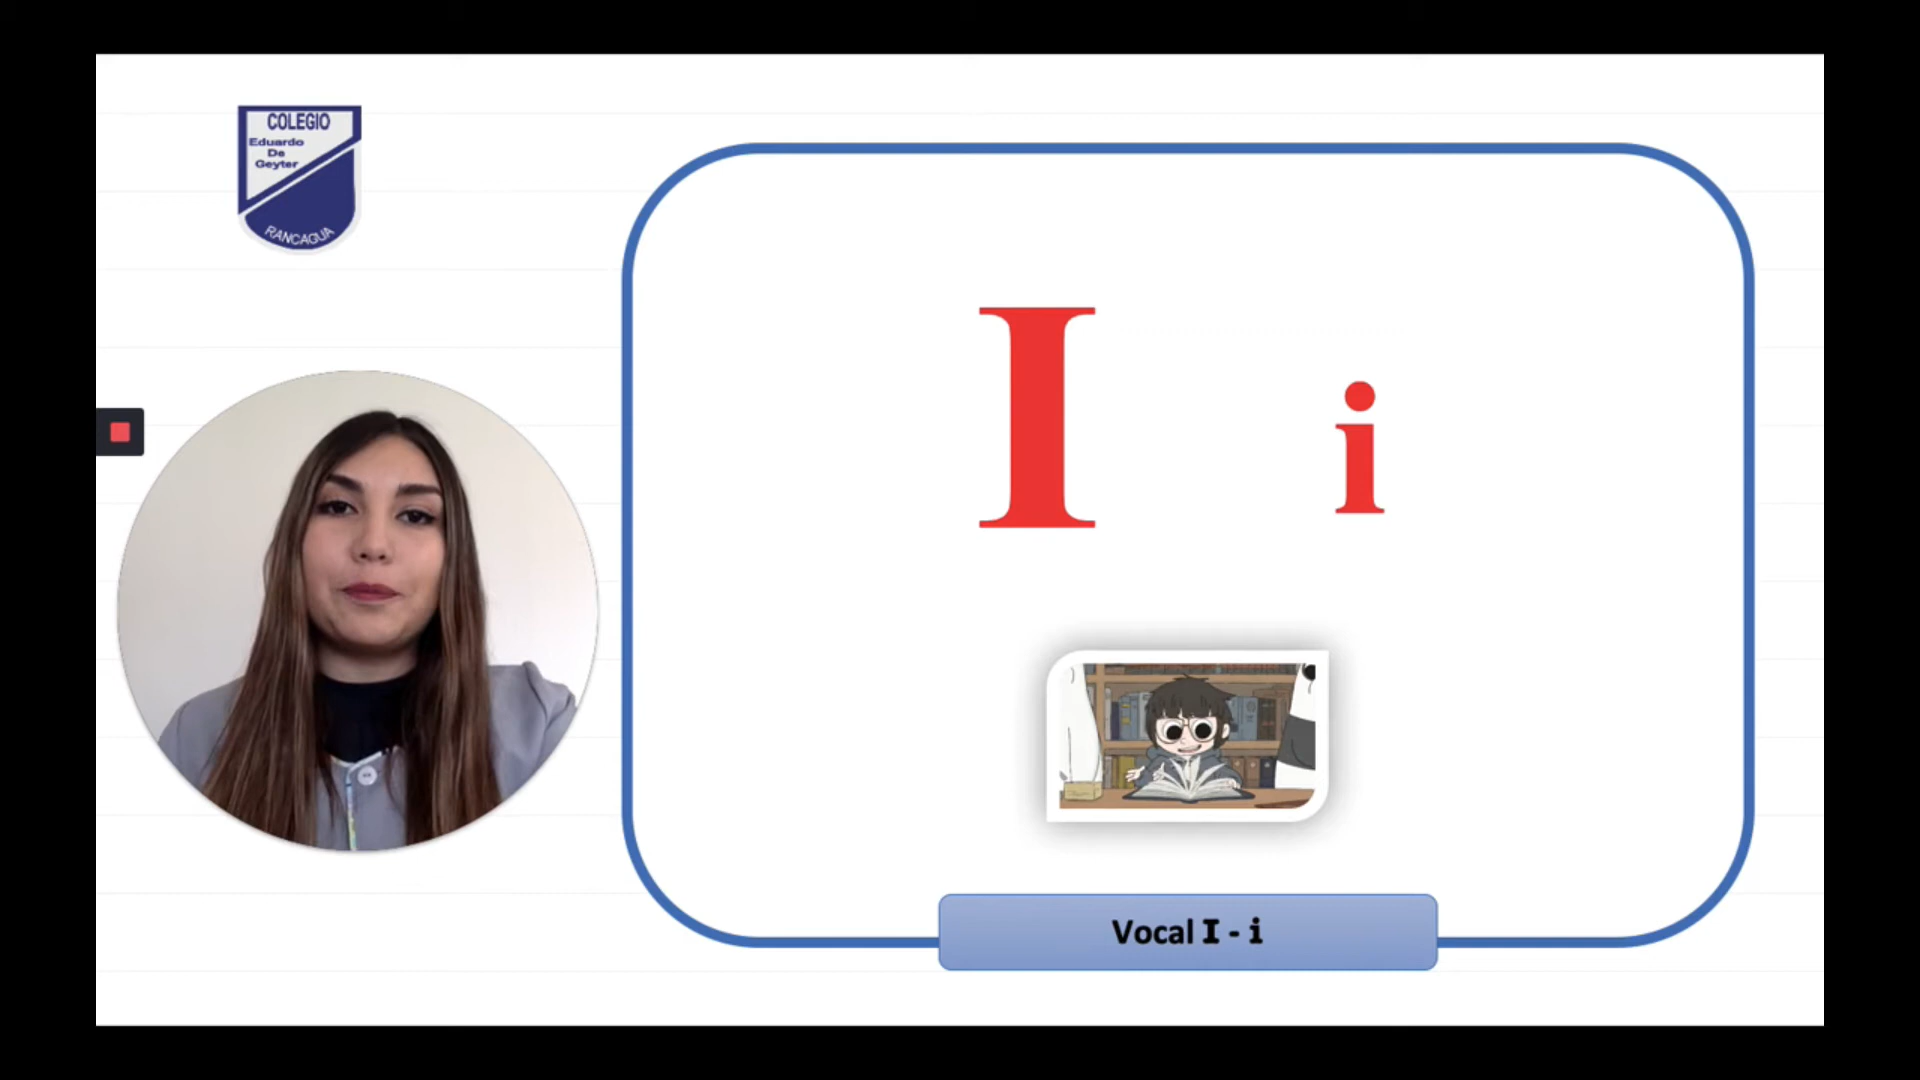 COLEGIO
Eduardo
De
Geyter
RANCAGUA
I i
Vocal I - i